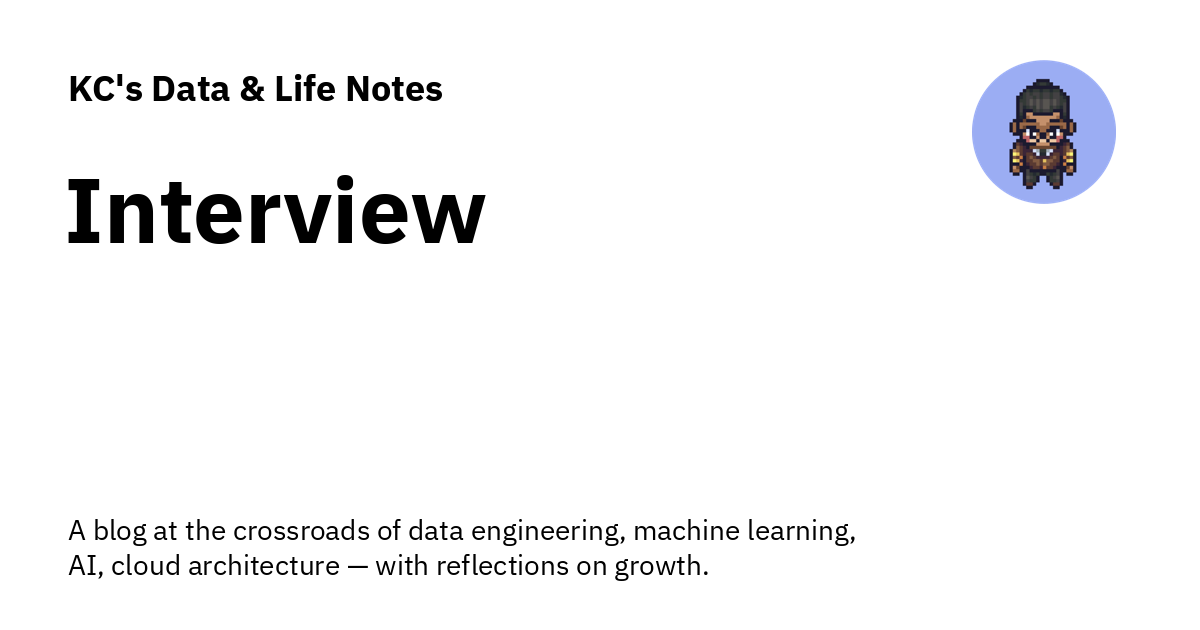 KC's Data & Life Notes
Interview
A blog at the crossroads of data engineering, machine learning,
AI, cloud architecture — with reflections on growth.